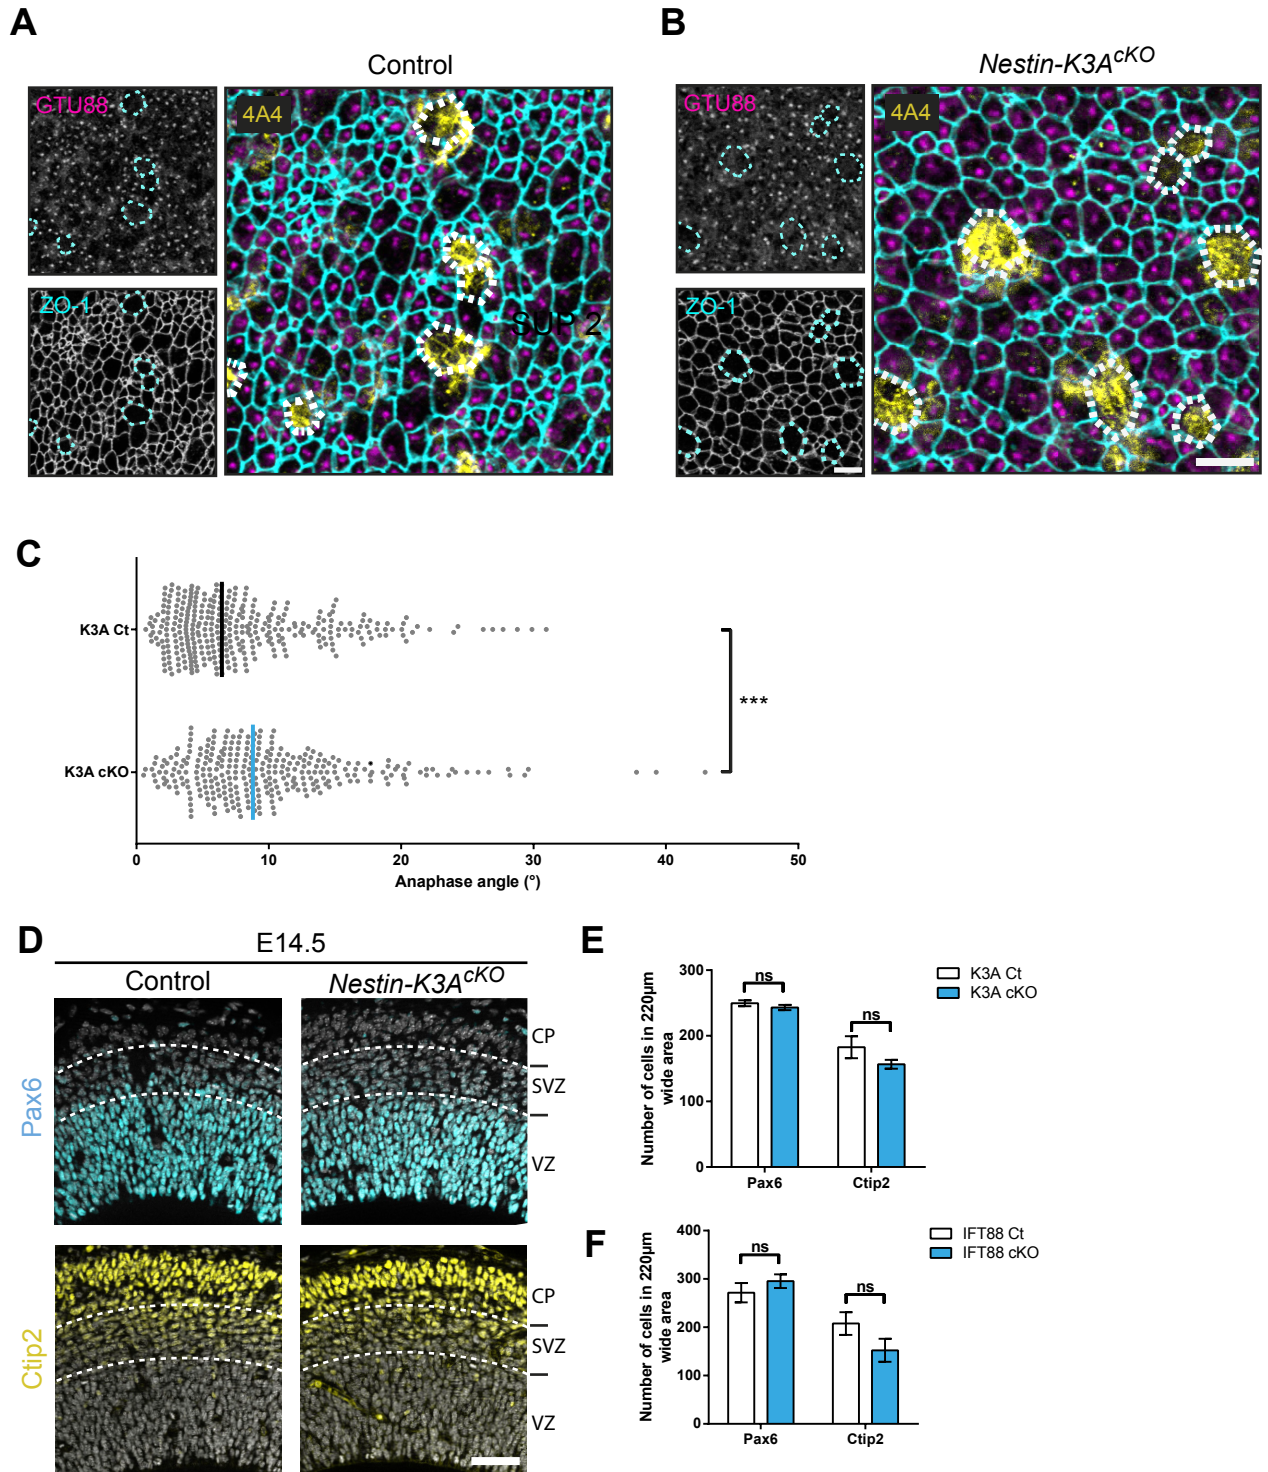 A
B
Control
Nestin-K3AcKO
GTU88
4A4
ZO-1
SUP 2
GTU88
4A4
ZO-1
C
K3A Ct
K3A cKO
***
0 10 20 30 40 50
Anaphase angle (°)
D
E14.5
Control
Nestin-K3AcKO
Pax6
CP
SVZ
VZ
Ctip2
CP
SVZ
VZ
E
Number of cells in 220µm
wide area
300
200
100
0
ns
ns
Pax6
Ctip2
K3A Ct
K3A cKO
F
Number of cells in 220µm
wide area
400
300
200
100
0
ns
ns
Pax6
Ctip2
IFT88 Ct
IFT88 cKO